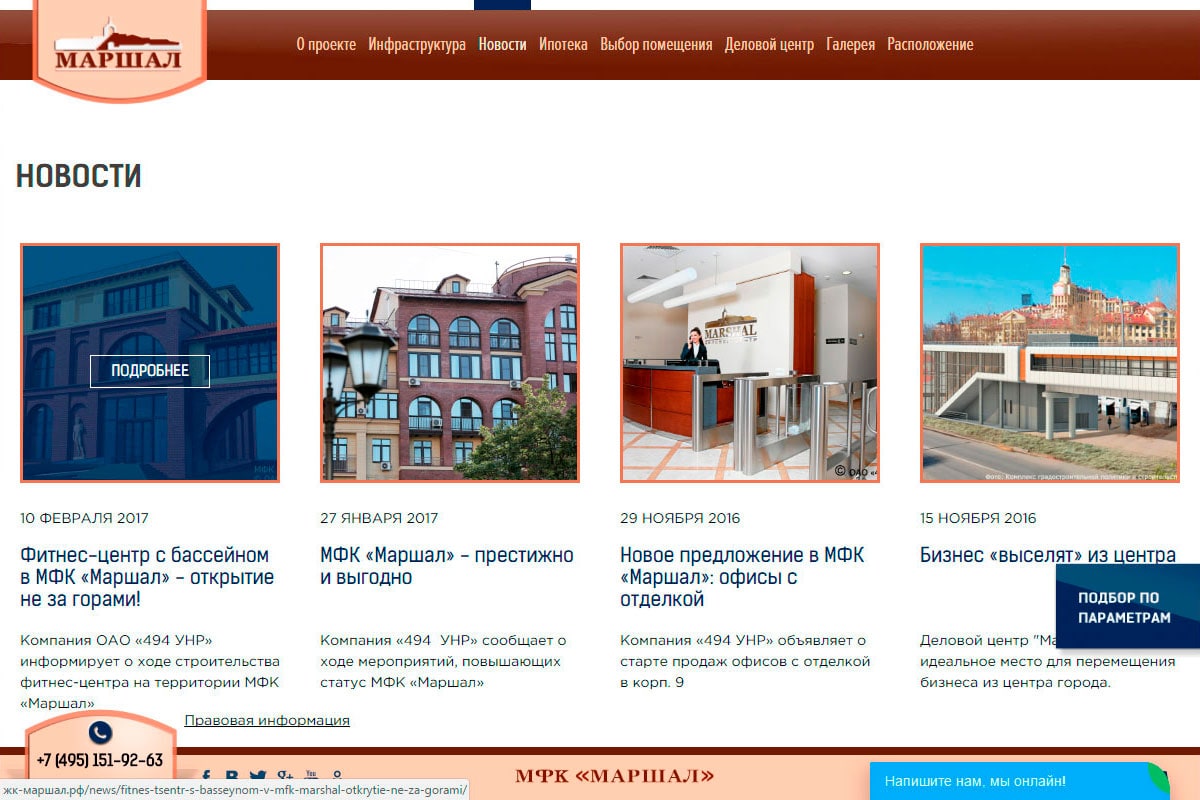 МАРШАЛ
О проекте Инфраструктура Новости Ипотека Выбор помещения Деловой центр Галерея Расположение
НОВОСТИ
ПОДРОБНЕЕ
МФК
MARSHAL
© ОАО «4
Фото: Комплекс градостроительной политики и строительс
10 ФЕВРАЛЯ 2017
Фитнес-центр с бассейном
в МФК «Маршал» - открытие
не за горами!
Компания ОАО «494 УНР»
информирует о ходе строительства
фитнес-центра на территории МФК
«Маршал»
27 ЯНВАРЯ 2017
МФК «Маршал» - престижно
и выгодно
Компания «494 УНР» сообщает о
ходе мероприятий, повышающих
статус МФК «Маршал»
29 НОЯБРЯ 2016
Новое предложение в МФК
«Маршал»: офисы с
отделкой
Компания «494 УНР» объявляет о
старте продаж офисов с отделкой
в корп. 9
15 НОЯБРЯ 2016
Бизнес «выселят» из центра
Деловой центр "Ма
идеальное место для перемещения
бизнеса из центра города.
ПОДБОР ПО
ПАРАМЕТРАМ
Правовая информация
+7 (495) 151-92-63
МФК «МАРШАЛ»
Напишите нам, мы онлайн!
жк-маршал.рф/news/fitnes-tsentr-s-basseynom-v-mfk-marshal-otkrytie-ne-za-gorami/